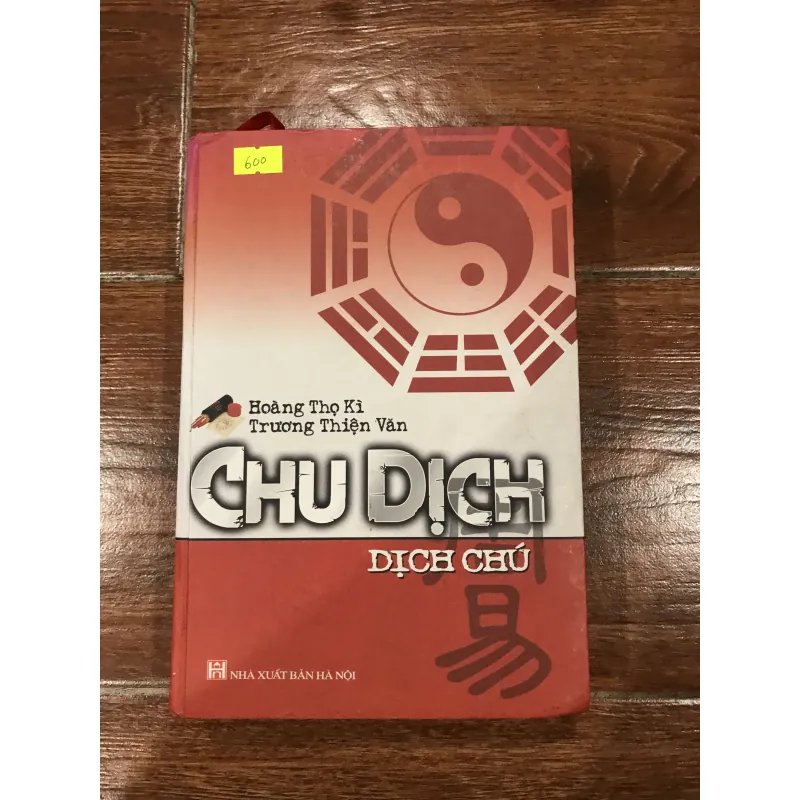 600
Hoàng Thọ Kì
Trương Thiện Văn
CHU DỊCH
DỊCH CHÚ
周易
NHÀ XUẤT BẢN HÀ NỘI